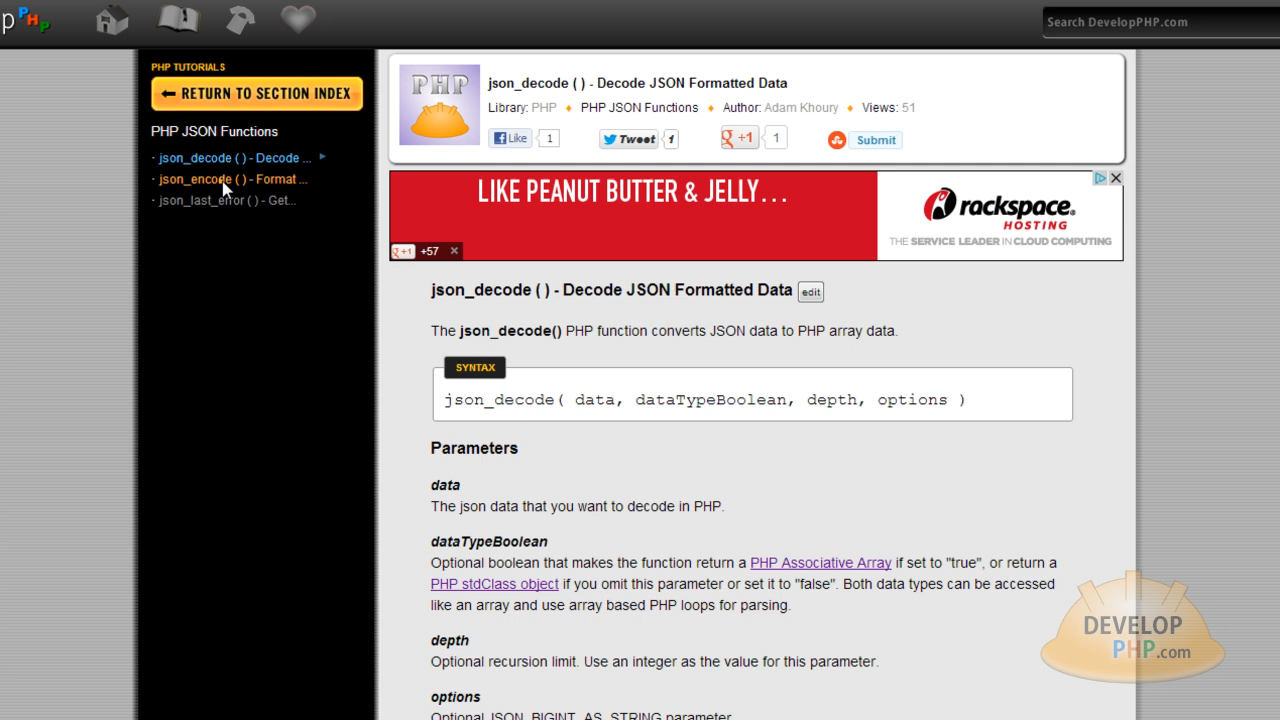 p PHP
Search DevelopPHP.com
PHP TUTORIALS
RETURN TO SECTION INDEX
PHP JSON Functions
· json_decode ( ) - Decode ...
· json_encode ( ) - Format ...
· json_last_error ( ) - Get...
PHP
json_decode ( ) - Decode JSON Formatted Data
Library: PHP ♦ PHP JSON Functions ♦ Author: Adam Khoury ♦ Views: 51
Like 1 Tweet 1 g +1 1 Submit
LIKE PEANUT BUTTER & JELLY...
rackspace.
HOSTING
THE SERVICE LEADER IN CLOUD COMPUTING
g +1 +57
json_decode ( ) - Decode JSON Formatted Data edit
The json_decode() PHP function converts JSON data to PHP array data.
SYNTAX
json_decode( data, dataTypeBoolean, depth, options )
Parameters
data
The json data that you want to decode in PHP.
dataTypeBoolean
Optional boolean that makes the function return a PHP Associative Array if set to "true", or return a
PHP stdClass object if you omit this parameter or set it to "false". Both data types can be accessed
like an array and use array based PHP loops for parsing.
depth
Optional recursion limit. Use an integer as the value for this parameter.
options
Optional JSON_BIGINT_AS_STRING parameter.
DEVELOP
PHP.com